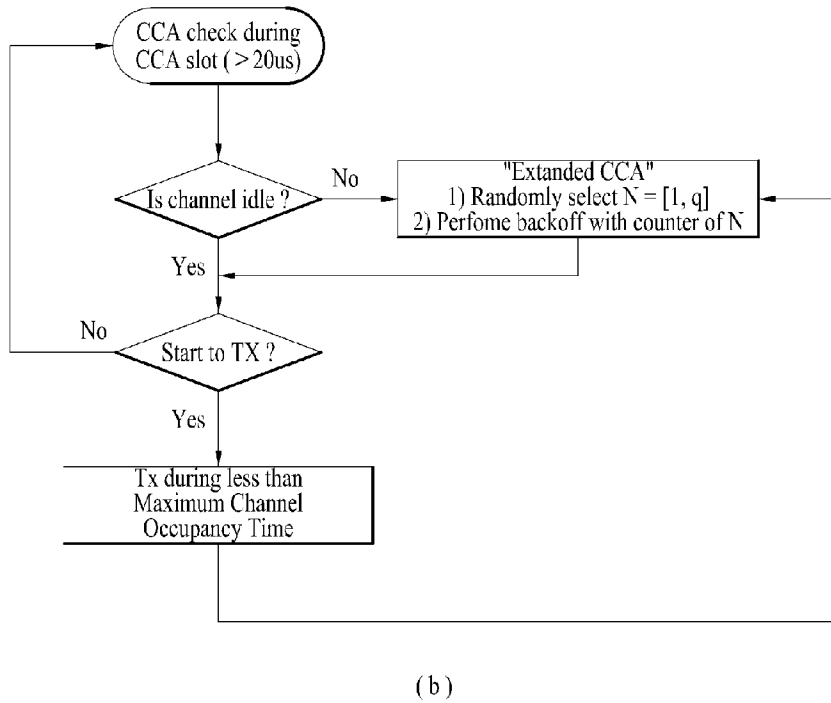 CCA check during
CCA slot ( >20us)
Is channel idle ?
No
"Extanded CCA"
1) Randomly select N = [1, q]
2) Perfome backoff with counter of N
Yes
No
Start to TX ?
Yes
Tx during less than
Maximum Channel
Occupancy Time
( b )